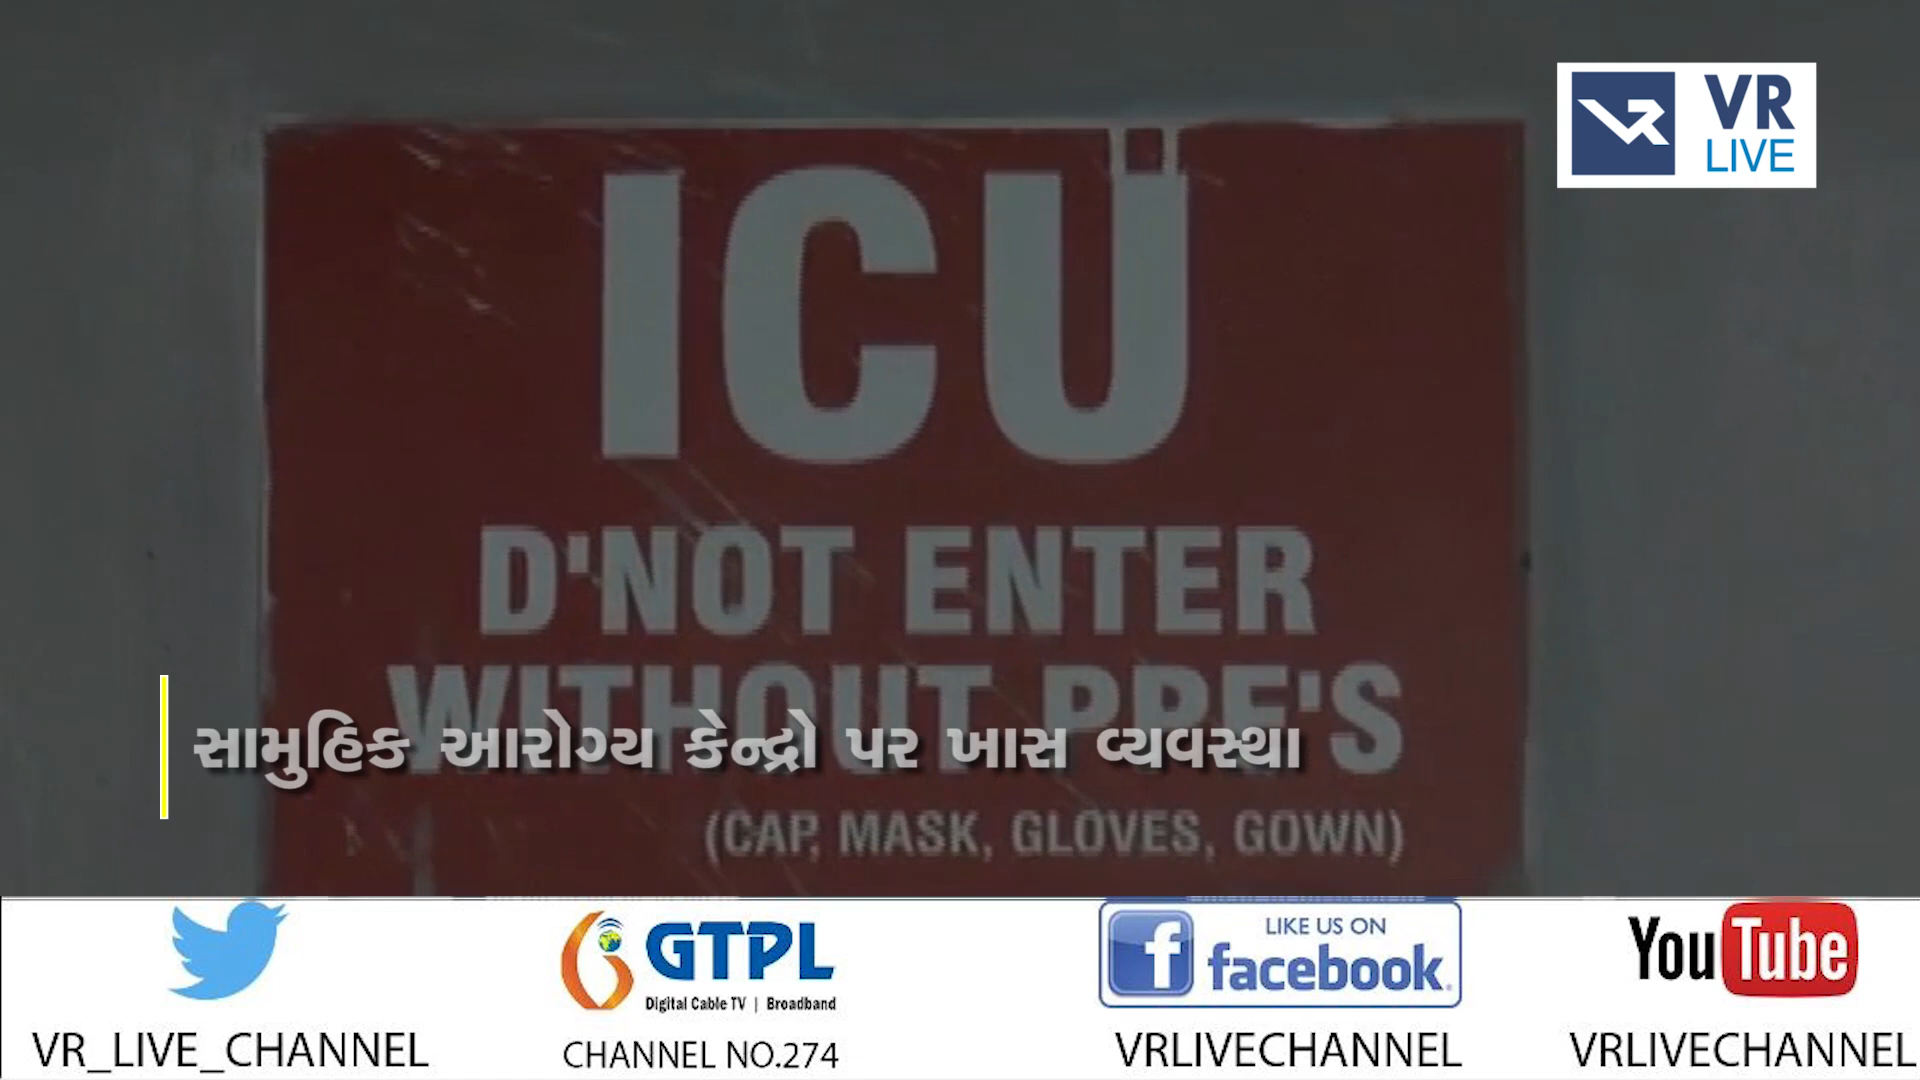 VR
LIVE
ICU
D'NOT ENTER
WITHOUT PPE'S
સામુહિક આરોગ્ય કેન્દ્રો પર ખાસ વ્યવસ્થા
(CAP, MASK, GLOVES, GOWN)
GTPL
Digital Cable TV | Broadband
LIKE US ON
facebook.
YouTube
VR_LIVE_CHANNEL
CHANNEL NO.274
VRLIVECHANNEL
VRLIVECHANNEL